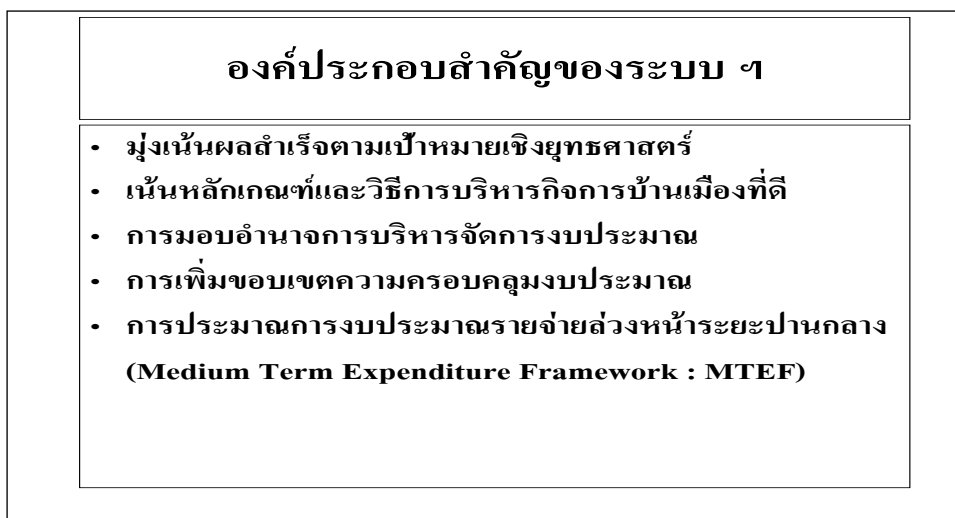 องค์ประกอบสำคัญของระบบ ฯ
• มุ่งเน้นผลสำเร็จตามเป้าหมายเชิงยุทธศาสตร์
• เน้นหลักเกณฑ์และวิธีการบริหารกิจการบ้านเมืองที่ดี
• การมอบอำนาจการบริหารจัดการงบประมาณ
• การเพิ่มขอบเขตความครอบคลุมงบประมาณ
• การประมาณการงบประมาณรายจ่ายล่วงหน้าระยะปานกลาง
(Medium Term Expenditure Framework : MTEF)